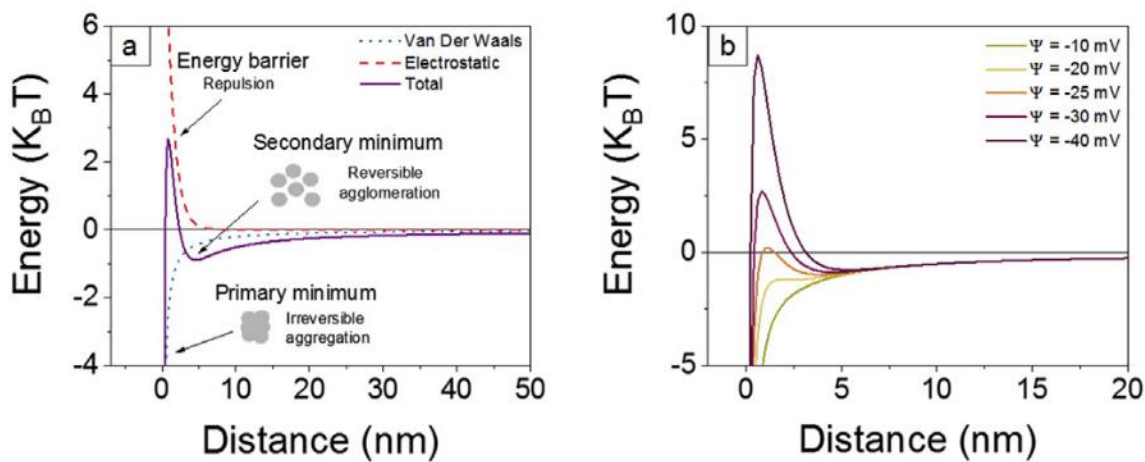 a
Van Der Waals
Electrostatic
Total
Energy barrier
Repulsion
Secondary minimum
Reversible
agglomeration
Primary minimum
Irreversible
aggregation
6
4
2
0
-2
-4
Energy (K_BT)
0
10
20
30
40
50
Distance (nm)
b
Ψ = -10 mV
Ψ = -20 mV
Ψ = -25 mV
Ψ = -30 mV
Ψ = -40 mV
10
5
0
-5
Energy (K_BT)
0
5
10
15
20
Distance (nm)